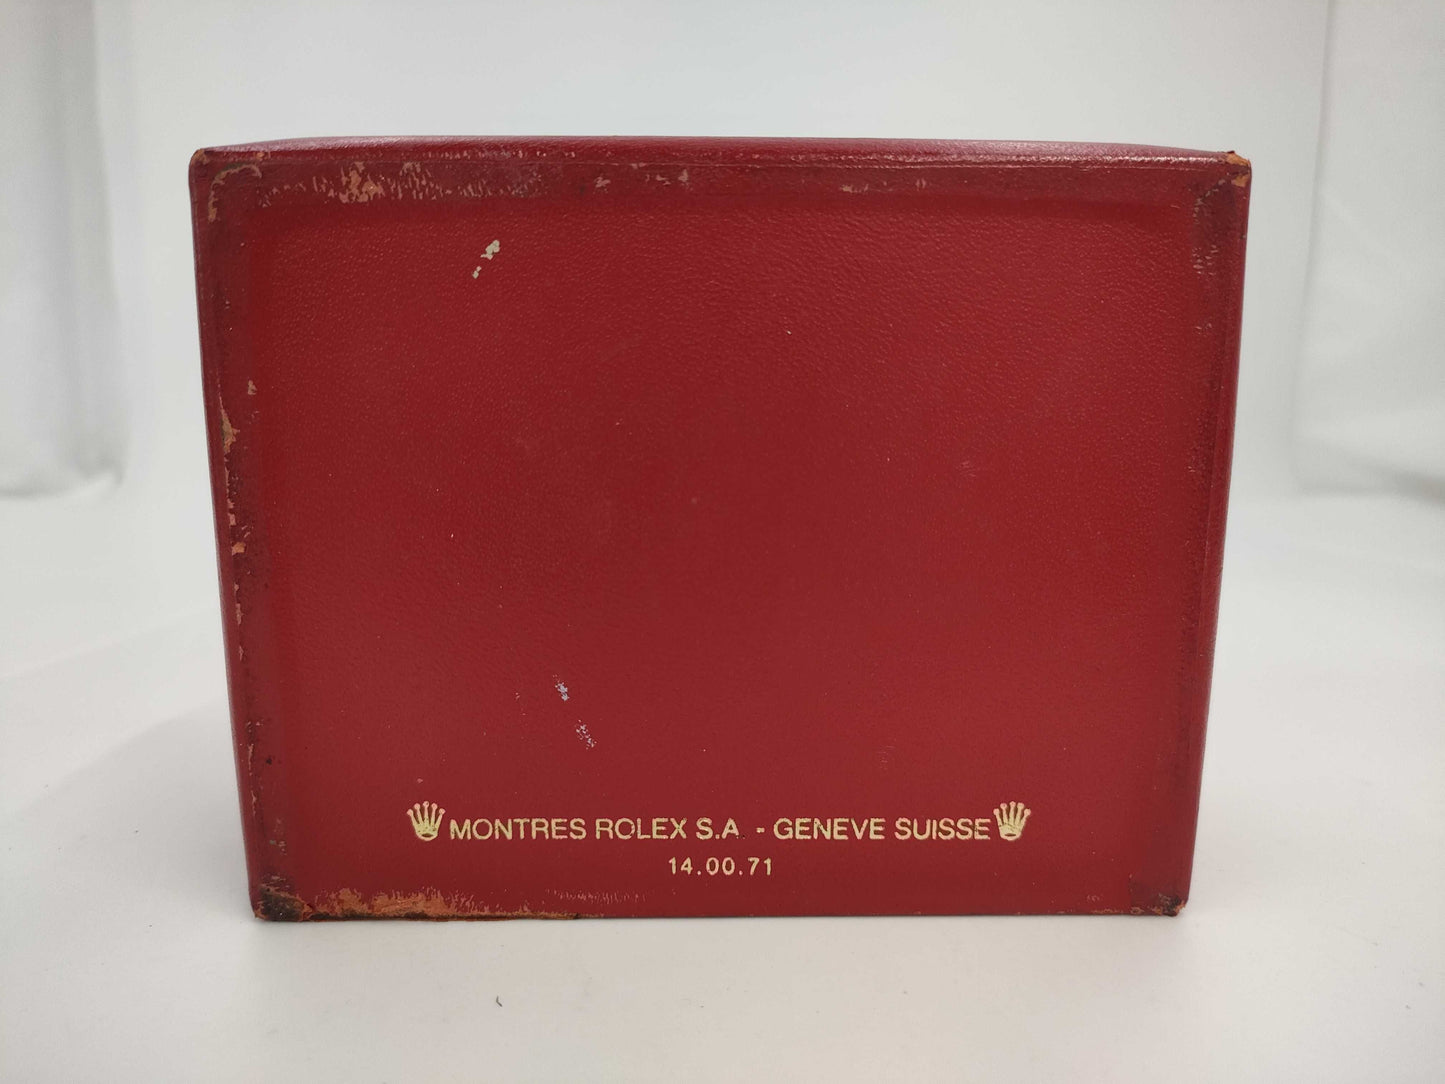 MONTRES ROLEX S.A. - GENEVE SUISSE
14.00.71